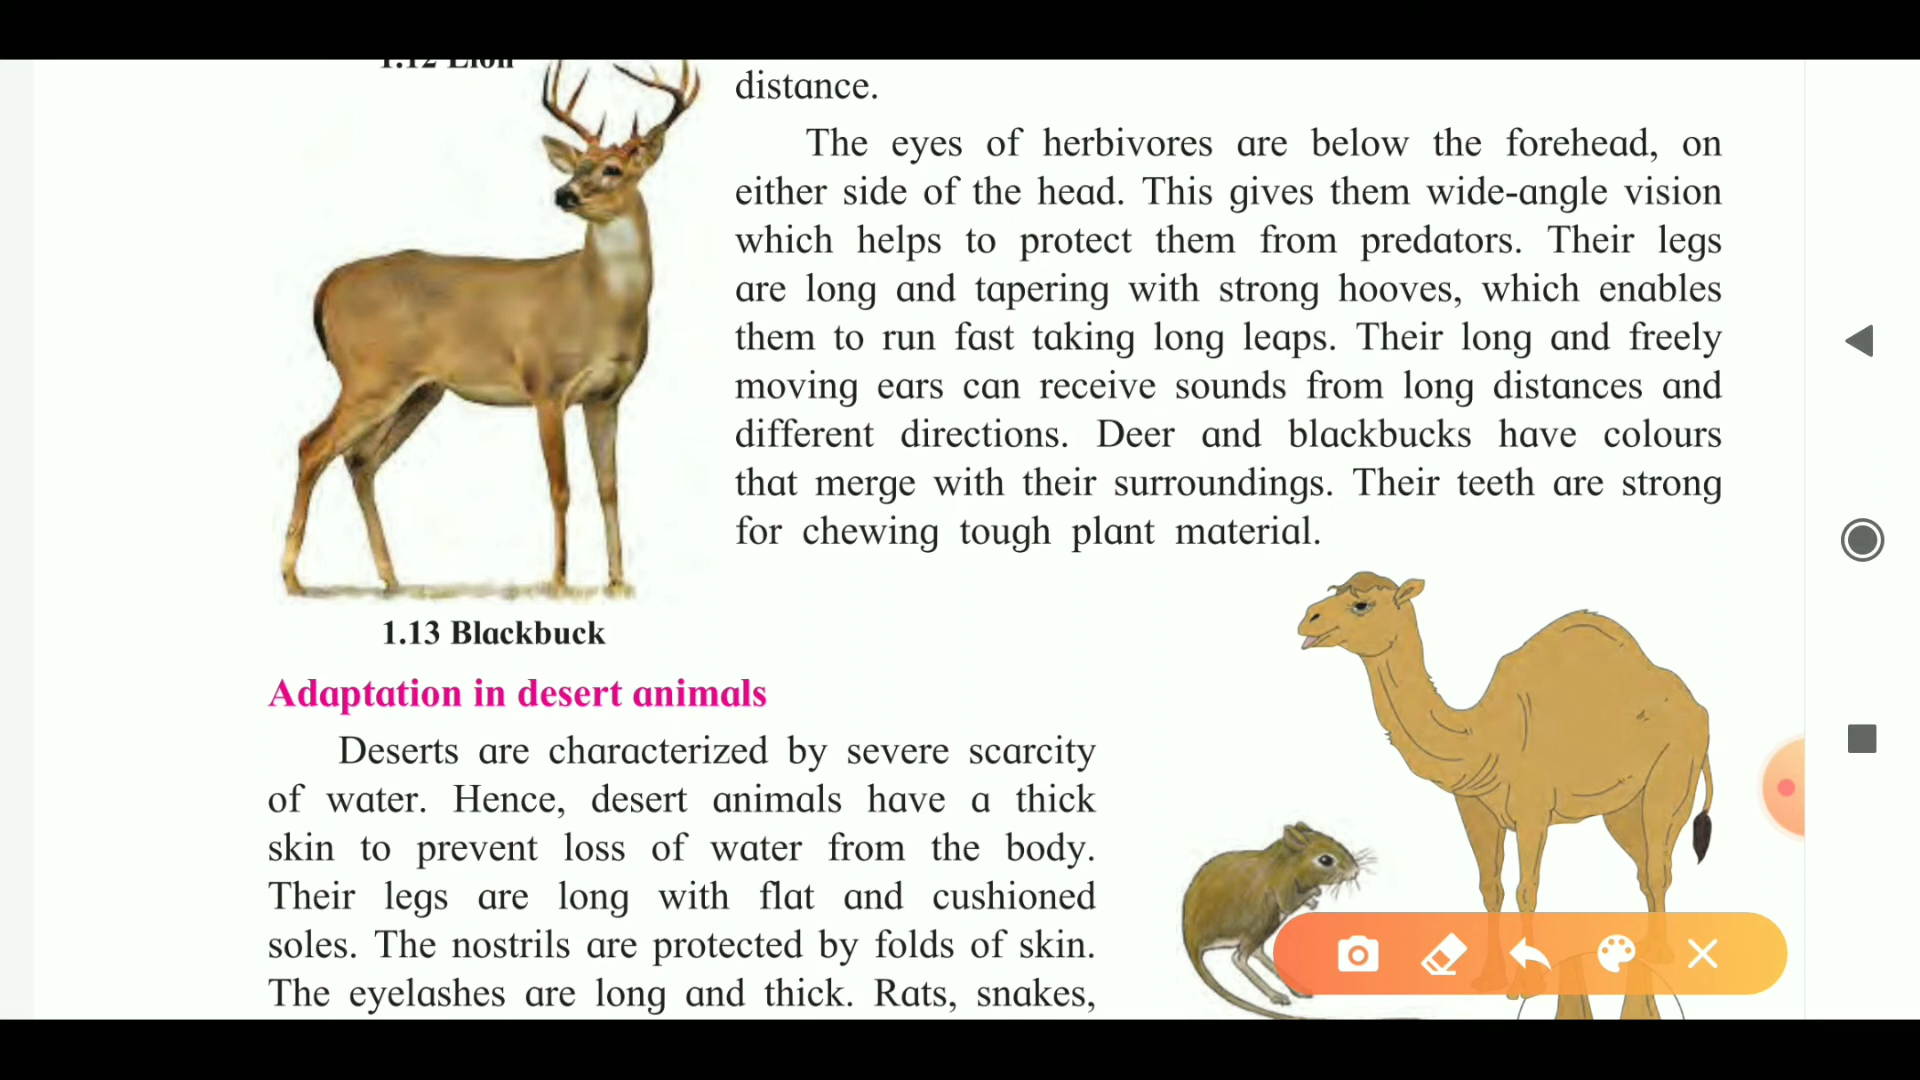 1.12 Lion
distance.
The eyes of herbivores are below the forehead, on
either side of the head. This gives them wide-angle vision
which helps to protect them from predators. Their legs
are long and tapering with strong hooves, which enables
them to run fast taking long leaps. Their long and freely
moving ears can receive sounds from long distances and
different directions. Deer and blackbucks have colours
that merge with their surroundings. Their teeth are strong
for chewing tough plant material.
1.13 Blackbuck
Adaptation in desert animals
Deserts are characterized by severe scarcity
of water. Hence, desert animals have a thick
skin to prevent loss of water from the body.
Their legs are long with flat and cushioned
soles. The nostrils are protected by folds of skin.
The eyelashes are long and thick. Rats, snakes,